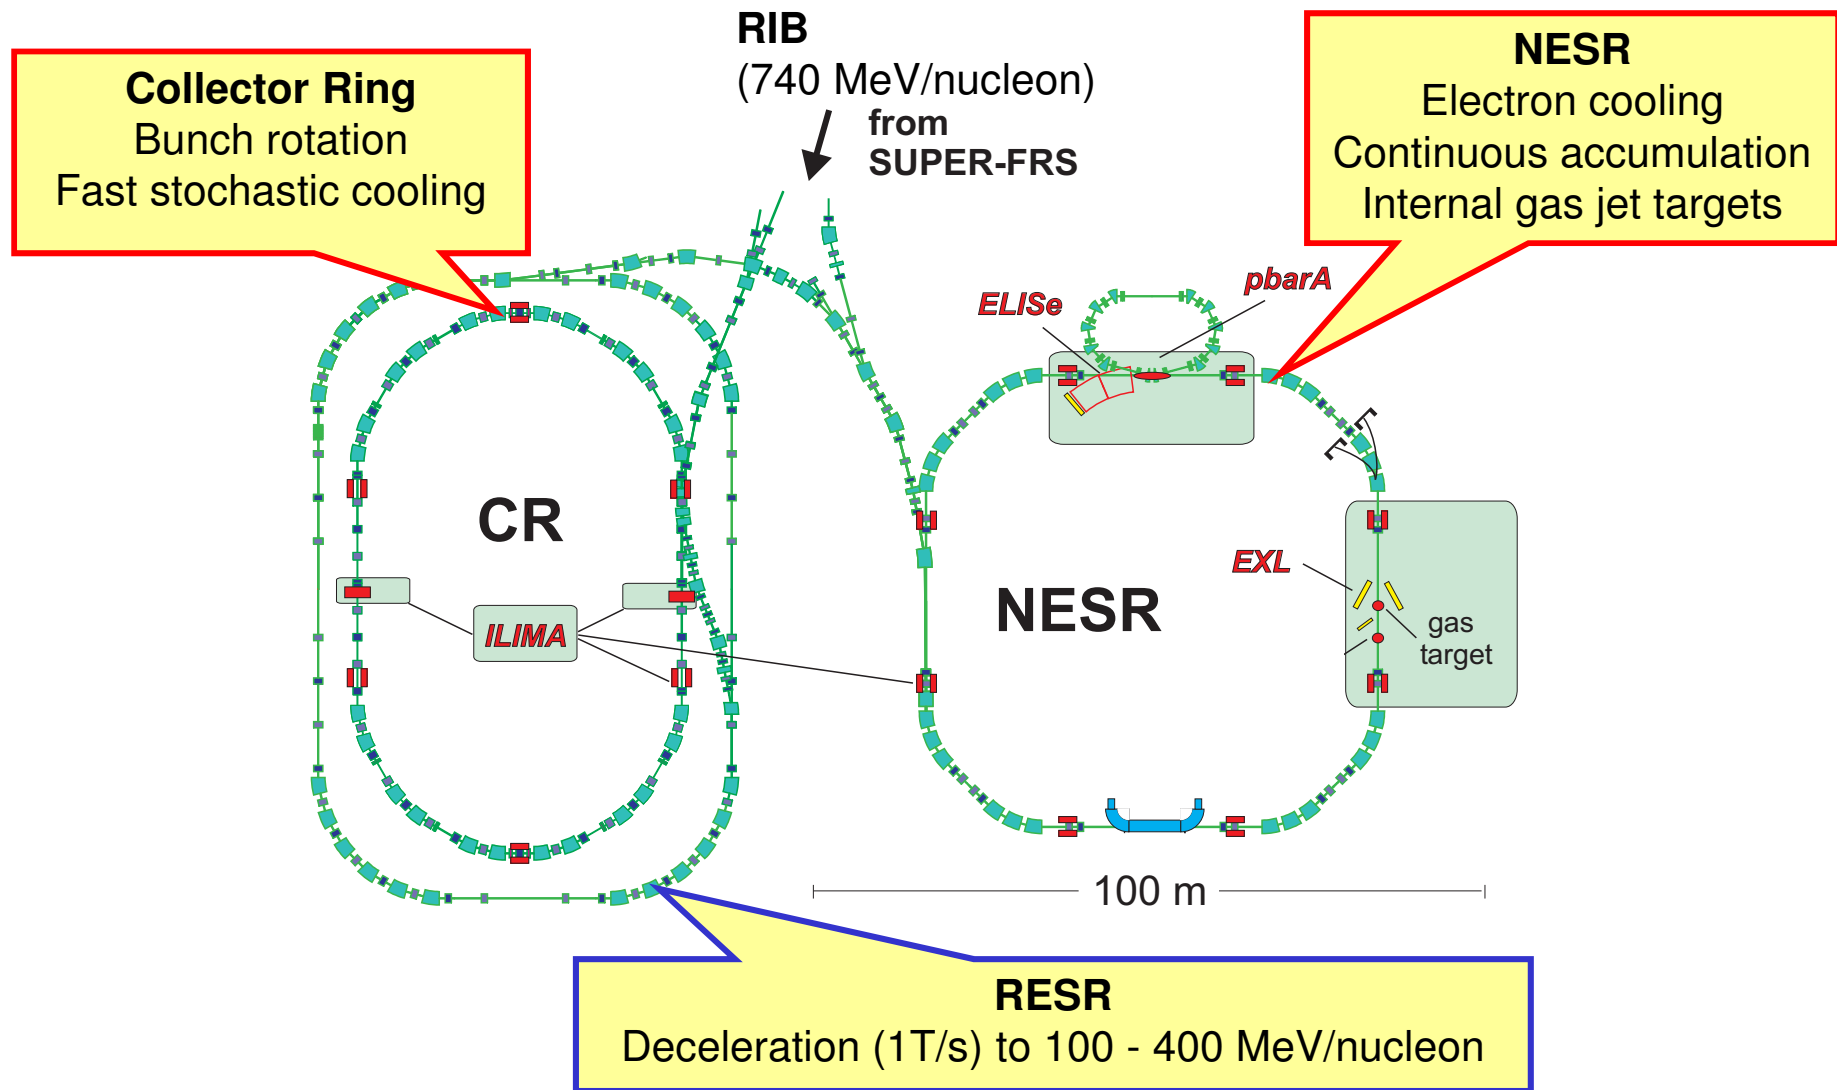 RIB
(740 MeV/nucleon)
from
SUPER-FRS
Collector Ring
Bunch rotation
Fast stochastic cooling
NESR
Electron cooling
Continuous accumulation
Internal gas jet targets
ELISe
pbarA
CR
ILIMA
NESR
EXL
gas
target
100 m
RESR
Deceleration (1T/s) to 100 - 400 MeV/nucleon